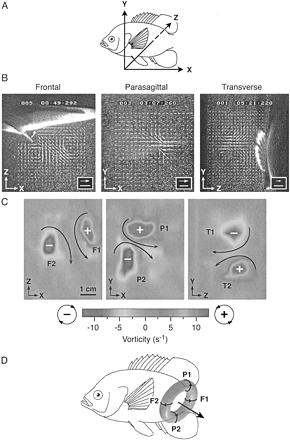 A
Y
Z
X
B
Frontal
Parasagittal
Transverse
Z
X
Y
X
Y
Z
C
F2
F1
P1
P2
T1
T2
Z
X
1 cm
Y
X
Y
Z
-10 -5 0 5 10
Vorticity (s-1)
D
P1
F2
F1
P2